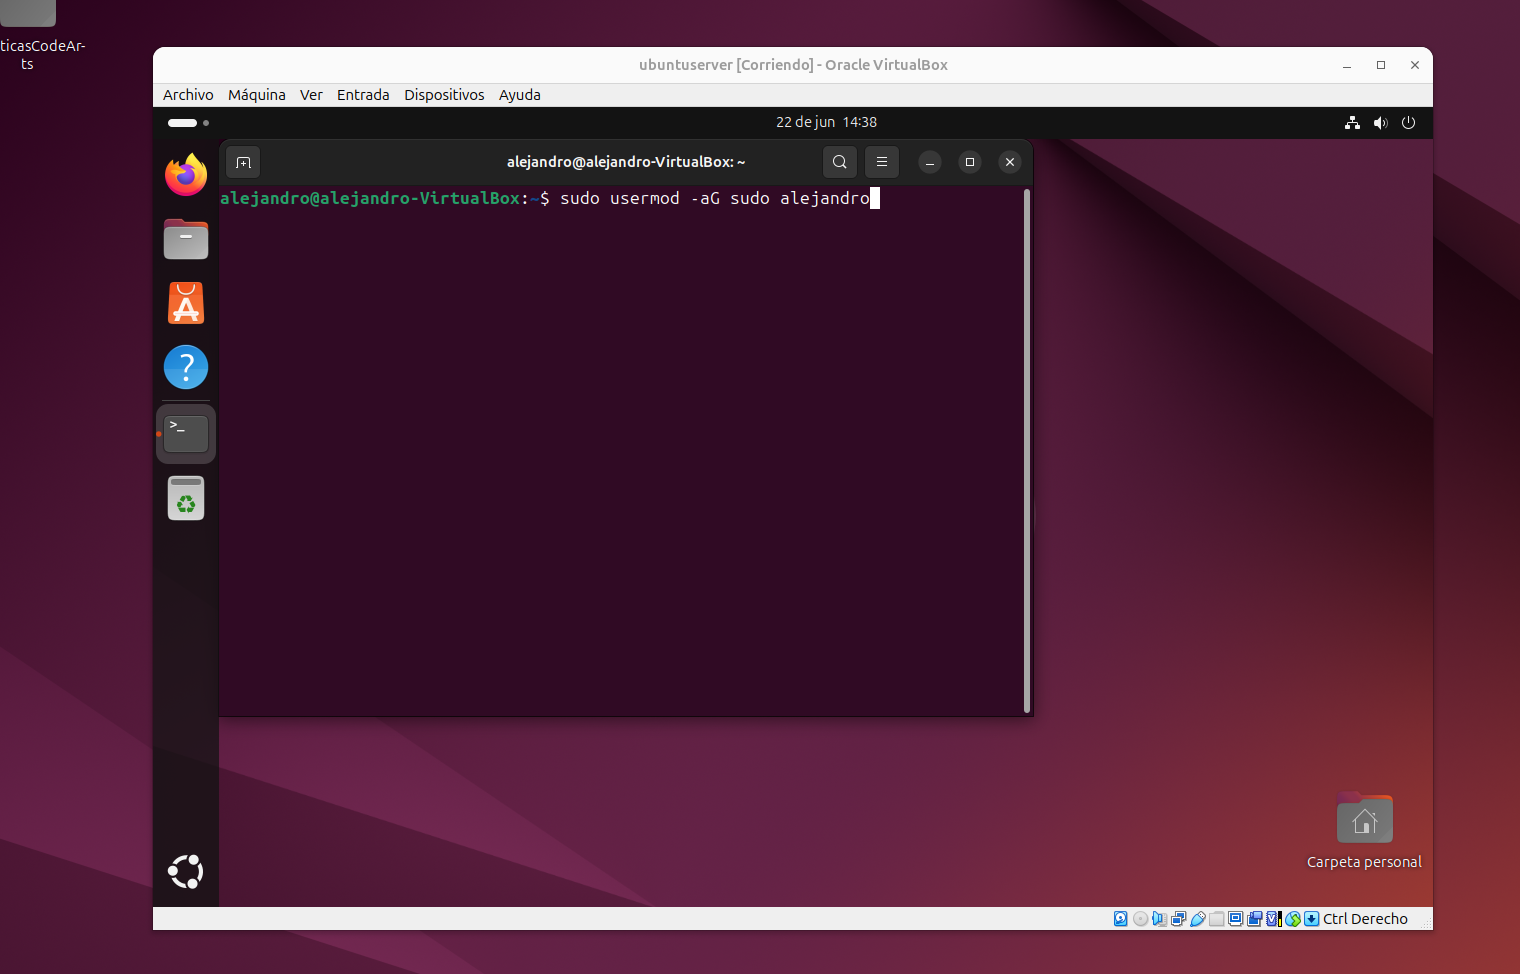 ticasCodeAr-
ts
ubuntuserver [Corriendo] - Oracle VirtualBox
Archivo Máquina Ver Entrada Dispositivos Ayuda
22 de jun 14:38
alejandro@alejandro-VirtualBox: ~
alejandro@alejandro-VirtualBox:~$ sudo usermod -aG sudo alejandro
Carpeta personal
Ctrl Derecho